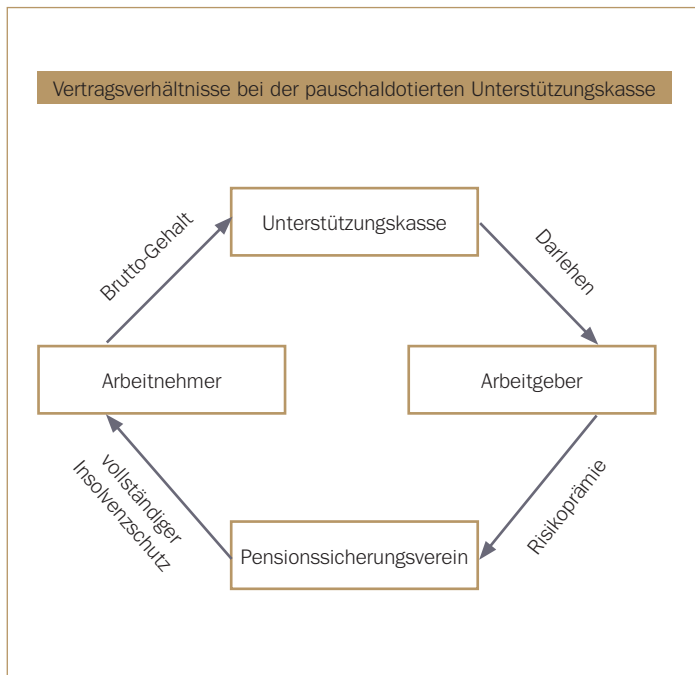 Vertragsverhältnisse bei der pauschaldotierten Unterstützungskasse
Unterstützungskasse
Brutto-Gehalt
Darlehen
Arbeitnehmer
Arbeitgeber
vollständiger
Insolvenzschutz
Risikoprämie
Pensionssicherungsverein